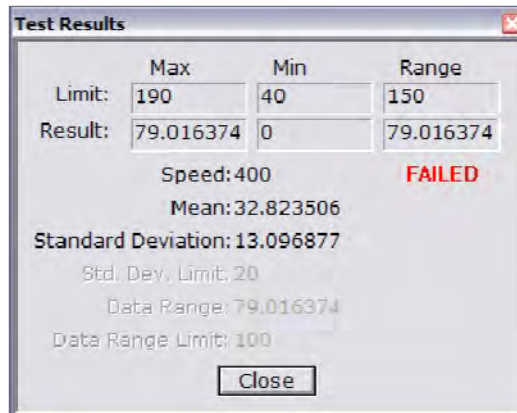 Test Results
Max Min Range
Limit: 190 40 150
Result: 79.016374 0 79.016374
Speed: 400 FAILED
Mean: 32.823506
Standard Deviation: 13.096877
Std. Dev. Limit: 20
Data Range: 79.016374
Data Range Limit: 100
Close